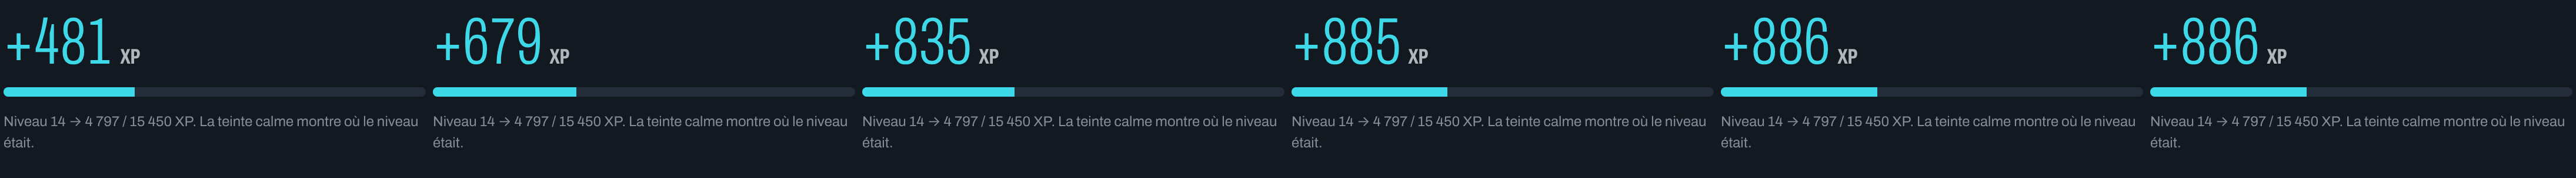 +481 XP
Niveau 14 → 4 797 / 15 450 XP. La teinte calme montre où le niveau
était.
+679 XP
Niveau 14 → 4 797 / 15 450 XP. La teinte calme montre où le niveau
était.
+835 XP
Niveau 14 → 4 797 / 15 450 XP. La teinte calme montre où le niveau
était.
+885 XP
Niveau 14 → 4 797 / 15 450 XP. La teinte calme montre où le niveau
était.
+886 XP
Niveau 14 → 4 797 / 15 450 XP. La teinte calme montre où le niveau
était.
+886 XP
Niveau 14 → 4 797 / 15 450 XP. La teinte calme montre où le niveau
était.